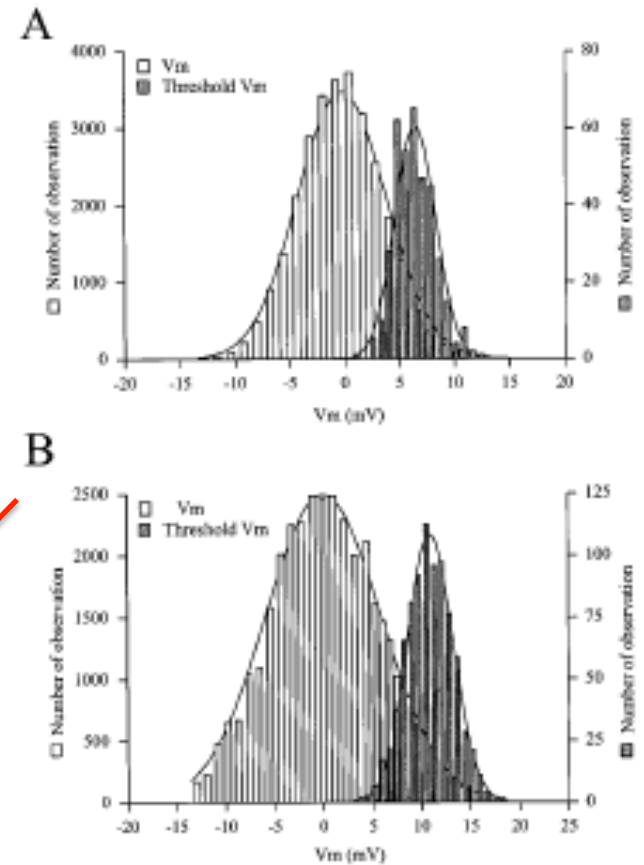 A
4000
3000
2000
1000
0
80
60
40
20
0
Vm
Threshold Vm
Number of observation
Number of observation
-20 -15 -10 -5 0 5 10 15 20
Vm (mV)
B
2500
2000
1500
1000
500
0
125
100
75
50
25
0
Vm
Threshold Vm
Number of observation
Number of observation
-20 -15 -10 -5 0 5 10 15 20 25
Vm (mV)